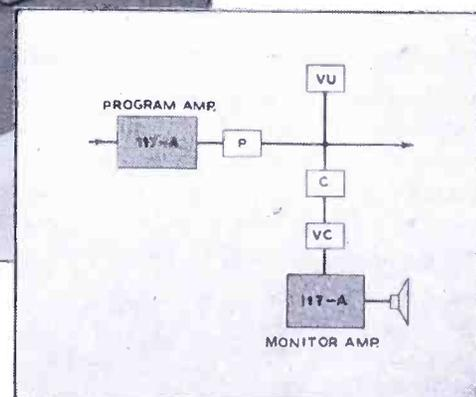 VU
PROGRAM AMP.
117-A
P
C
VC
117-A
MONITOR AMP.